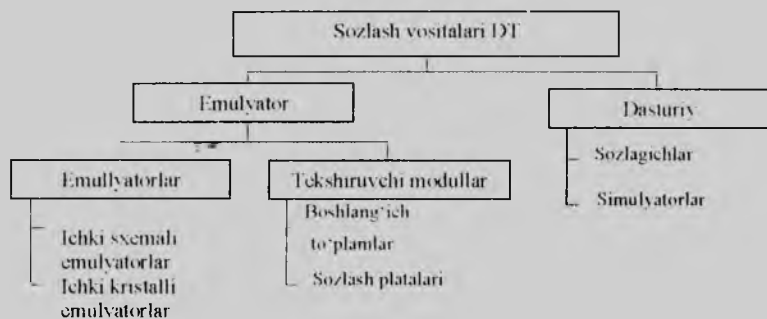 Sozlash vositalari DT
Emulyator
Dasturiy
Emullyatorlar
Tekshiruvchi modullar
Sozlagichlar
Simulyatorlar
Ichki sxemali
emulyatorlar
Ichki kristalli
emulyatorlar
Boshlang‘ich
to‘plamlar
Sozlash platalari